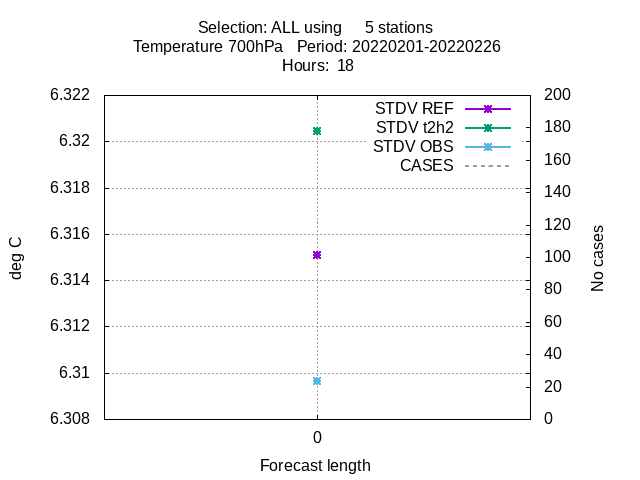 Selection: ALL using     5 stations
Temperature 700hPa   Period: 20220201-20220226
Hours:  18
6.322
6.32
6.318
6.316
6.314
6.312
6.31
6.308
200
180
160
140
120
100
80
60
40
20
0
STDV REF
STDV t2h2
STDV OBS
CASES
deg C
No cases
0
Forecast length